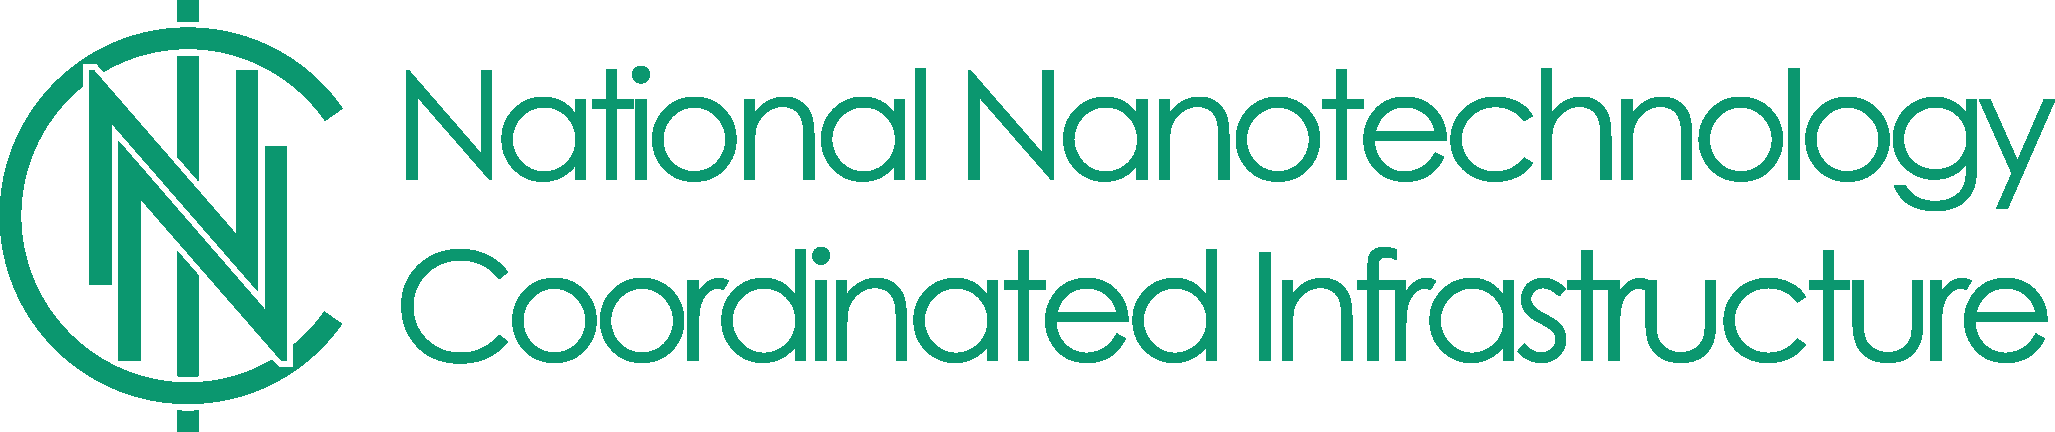 National Nanotechnology
Coordinated Infrastructure